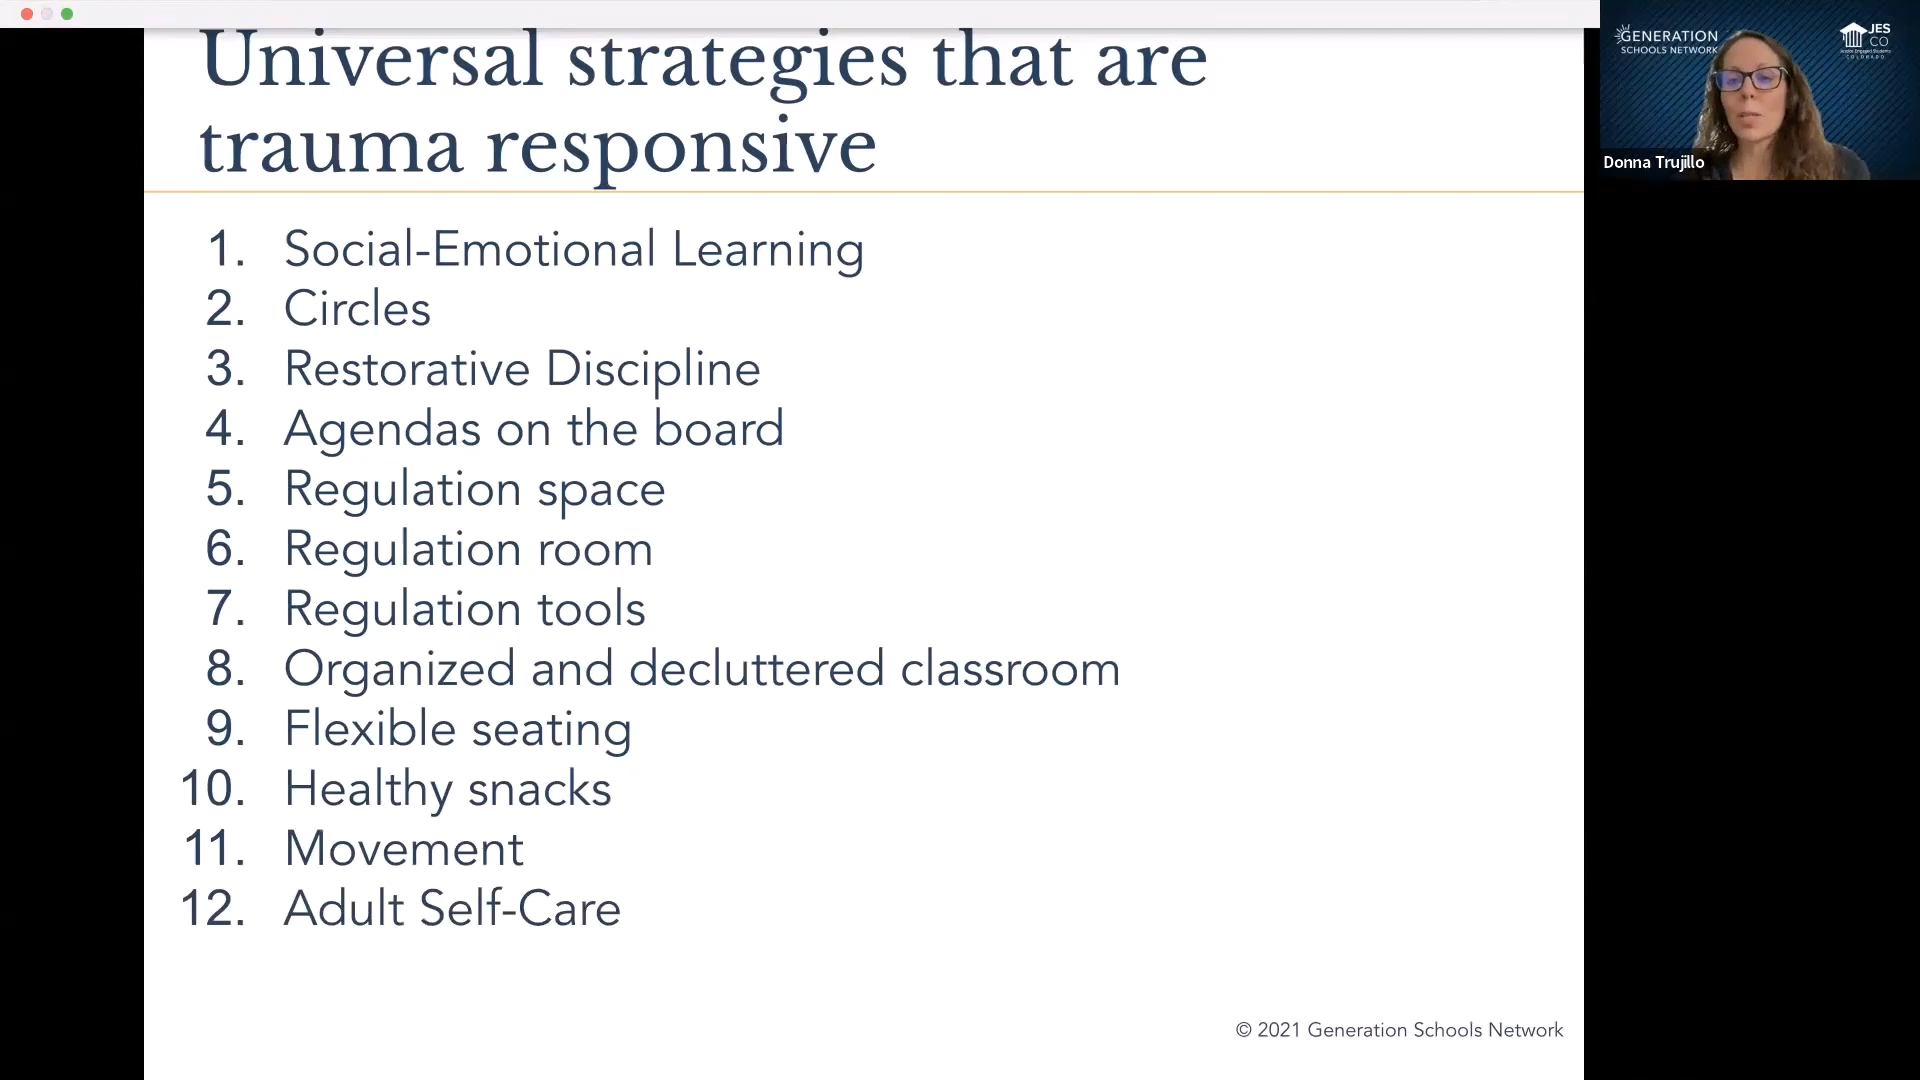 Universal strategies that are
trauma responsive
1. Social-Emotional Learning
2. Circles
3. Restorative Discipline
4. Agendas on the board
5. Regulation space
6. Regulation room
7. Regulation tools
8. Organized and decluttered classroom
9. Flexible seating
10. Healthy snacks
11. Movement
12. Adult Self-Care
© 2021 Generation Schools Network
GENERATION
SCHOOLS NETWORK
JES
CO
COLORADO
Donna Trujillo